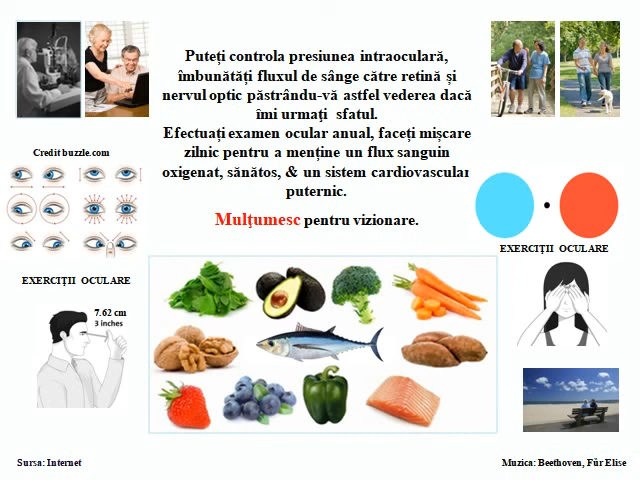 Puteți controla presiunea intraoculară,
îmbunătăți fluxul de sânge către retină și
nervul optic păstrându-vă astfel vederea dacă
îmi urmați sfatul.
Efectuați examen ocular anual, faceți mișcare
zilnic pentru a menține un flux sanguin
oxigenat, sănătos, & un sistem cardiovascular
puternic.
Mulţumesc pentru vizionare.
Credit buzzle.com
EXERCIŢII OCULARE
EXERCIŢII OCULARE
7.62 cm
3 inches
Sursa: Internet
Muzica: Beethoven, Für Elise